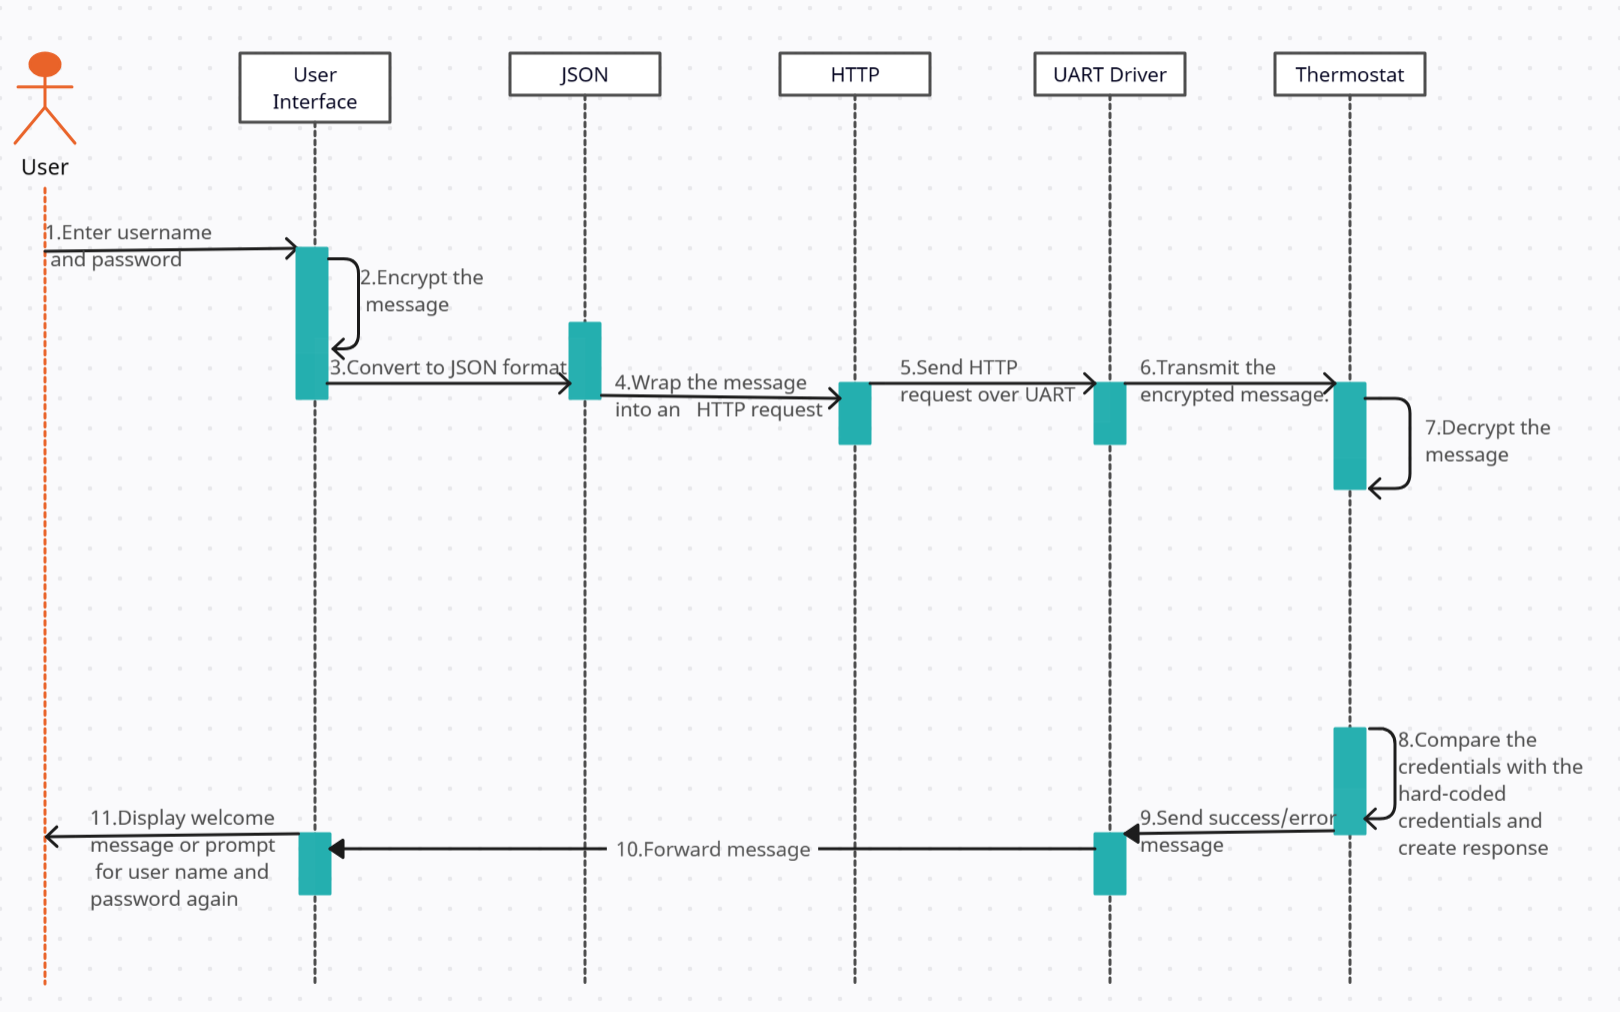 User
Interface
JSON
HTTP
UART Driver
Thermostat
User
1.Enter username
and password
2.Encrypt the
message
3.Convert to JSON format
4.Wrap the message
into an   HTTP request
5.Send HTTP
request over UART
6.Transmit the
encrypted message.
7.Decrypt the
message
8.Compare the
credentials with the
hard-coded
credentials and
create response
9.Send success/error
message
10.Forward message
11.Display welcome
message or prompt
for user name and
password again